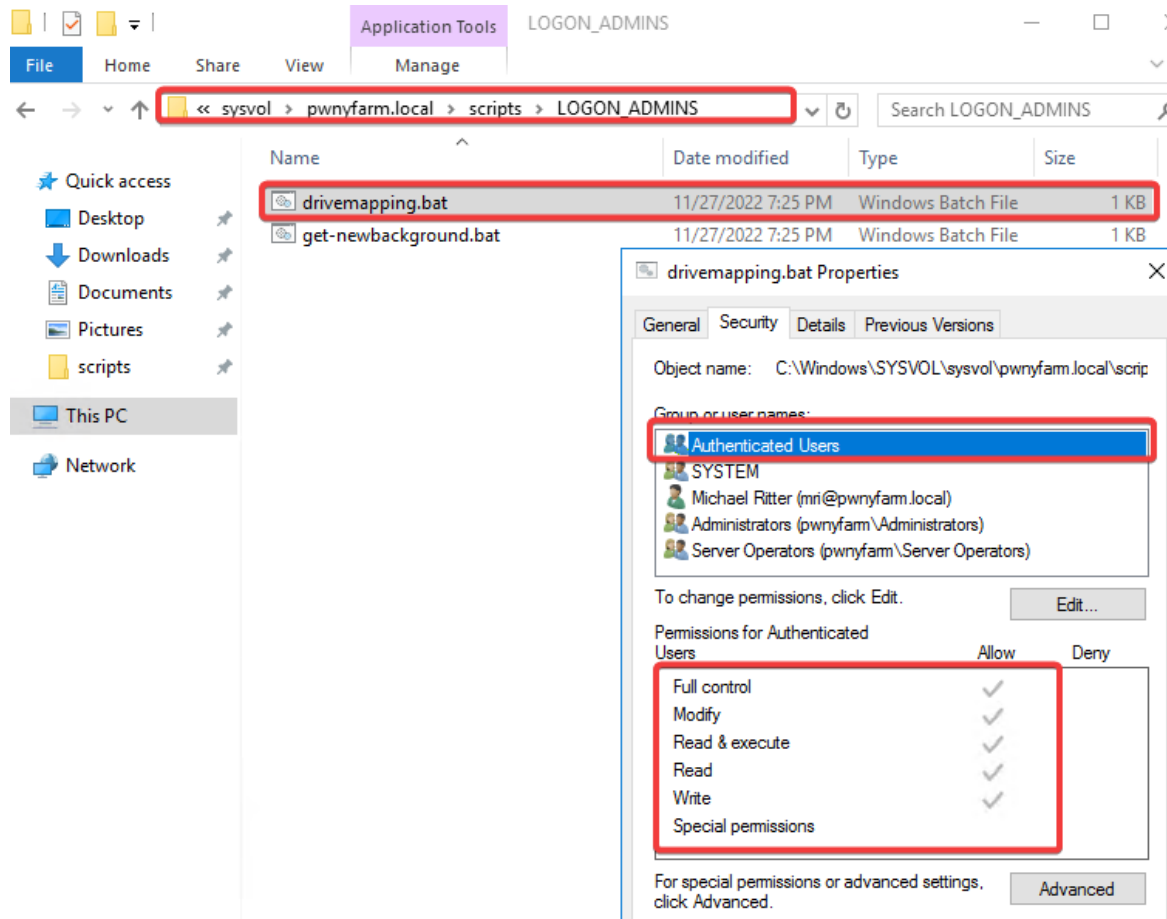 Application Tools LOGON_ADMINS
File Home Share View Manage
« sysvol > pwnyfarm.local > scripts > LOGON_ADMINS Search LOGON_ADMINS
Name Date modified Type Size
Quick access
drivemapping.bat 11/27/2022 7:25 PM Windows Batch File 1 KB
Desktop
get-newbackground.bat 11/27/2022 7:25 PM Windows Batch File 1 KB
Downloads
drivemapping.bat Properties
Documents
General Security Details Previous Versions
Pictures
scripts
Object name: C:\Windows\SYSVOL\sysvol\pwnyfarm.local\scrip
This PC
Group or user names:
Authenticated Users
Network
SYSTEM
Michael Ritter (mri@pwnyfarm.local)
Administrators (pwnyfarm\Administrators)
Server Operators (pwnyfarm\Server Operators)
To change permissions, click Edit.
Edit...
Permissions for Authenticated
Users Allow Deny
Full control
Modify
Read & execute
Read
Write
Special permissions
For special permissions or advanced settings,
click Advanced.
Advanced